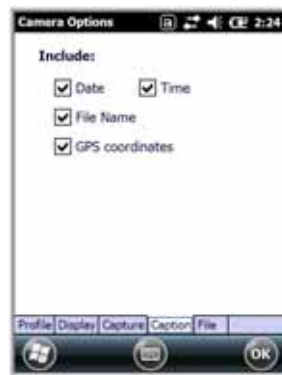 Camera Options 2:24
Include:
Date Time
File Name
GPS coordinates
Profile Display Capture Caption File
OK